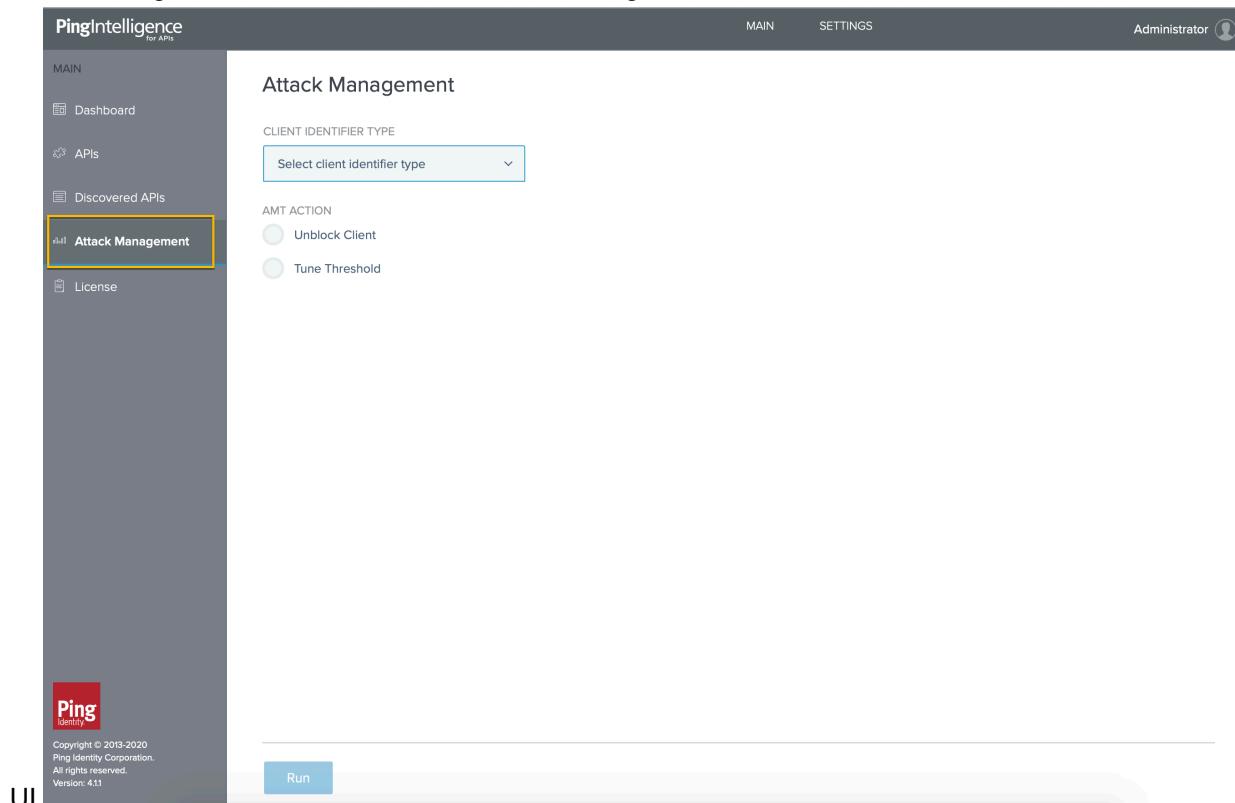 PingIntelligence
for APIs
MAIN
SETTINGS
Administrator
MAIN
Dashboard
APIs
Discovered APIs
Attack Management
License
Attack Management
CLIENT IDENTIFIER TYPE
Select client identifier type
AMT ACTION
Unblock Client
Tune Threshold
Ping
Identity
Copyright © 2013-2020
Ping Identity Corporation.
All rights reserved.
Version: 4.1.1
Run
UI